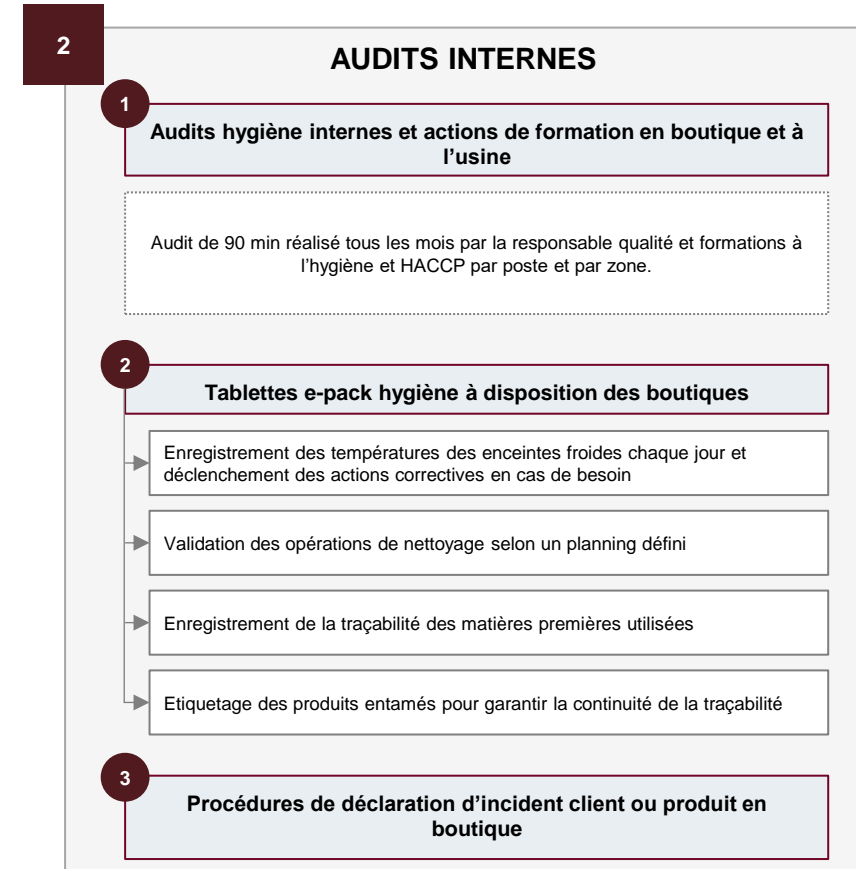 2
AUDITS INTERNES
1
Audits hygiène internes et actions de formation en boutique et à
l’usine
Audit de 90 min réalisé tous les mois par la responsable qualité et formations à
l’hygiène et HACCP par poste et par zone.
2
Tablettes e-pack hygiène à disposition des boutiques
Enregistrement des températures des enceintes froides chaque jour et
déclenchement des actions correctives en cas de besoin
Validation des opérations de nettoyage selon un planning défini
Enregistrement de la traçabilité des matières premières utilisées
Etiquetage des produits entamés pour garantir la continuité de la traçabilité
3
Procédures de déclaration d’incident client ou produit en
boutique